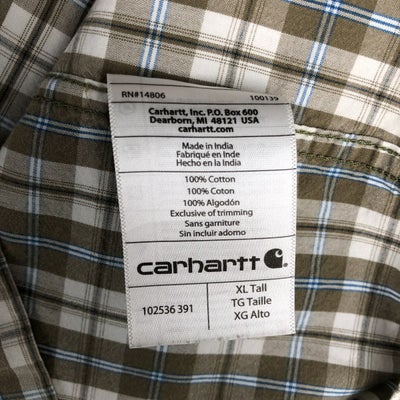 RN#14806 100139
Carhartt, Inc. P.O. Box 600
Dearborn, MI 48121 USA
carhartt.com
Made in India
Fabriqué en Inde
Hecho en la India
100% Cotton
100% Coton
100% Algodón
Exclusive of trimming
Sans garniture
Sin incluir adorno
carhartt
102536 391
XL Tall
TG Taille
XG Alto